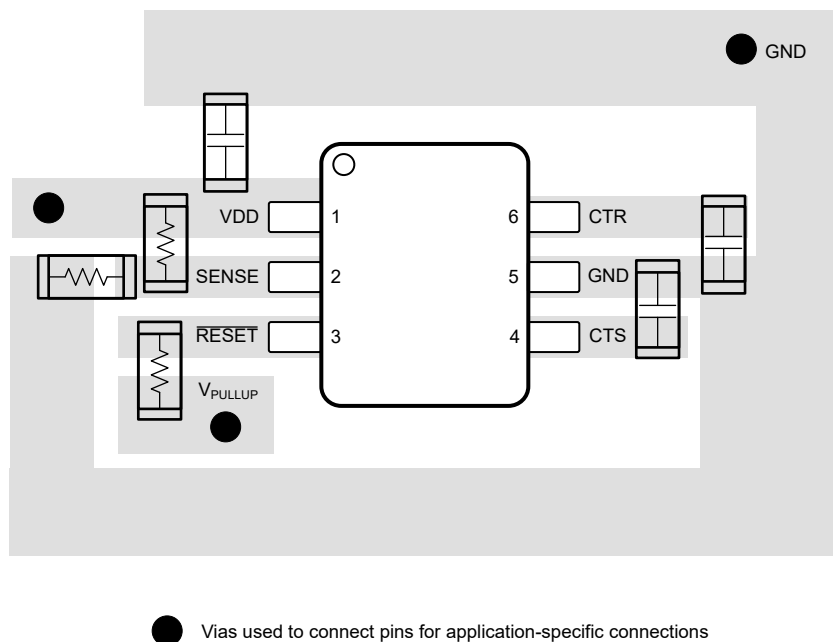 GND
VDD 1 6 CTR
SENSE 2 5 GND
RESET 3 4 CTS
VPULLUP
Vias used to connect pins for application-specific connections